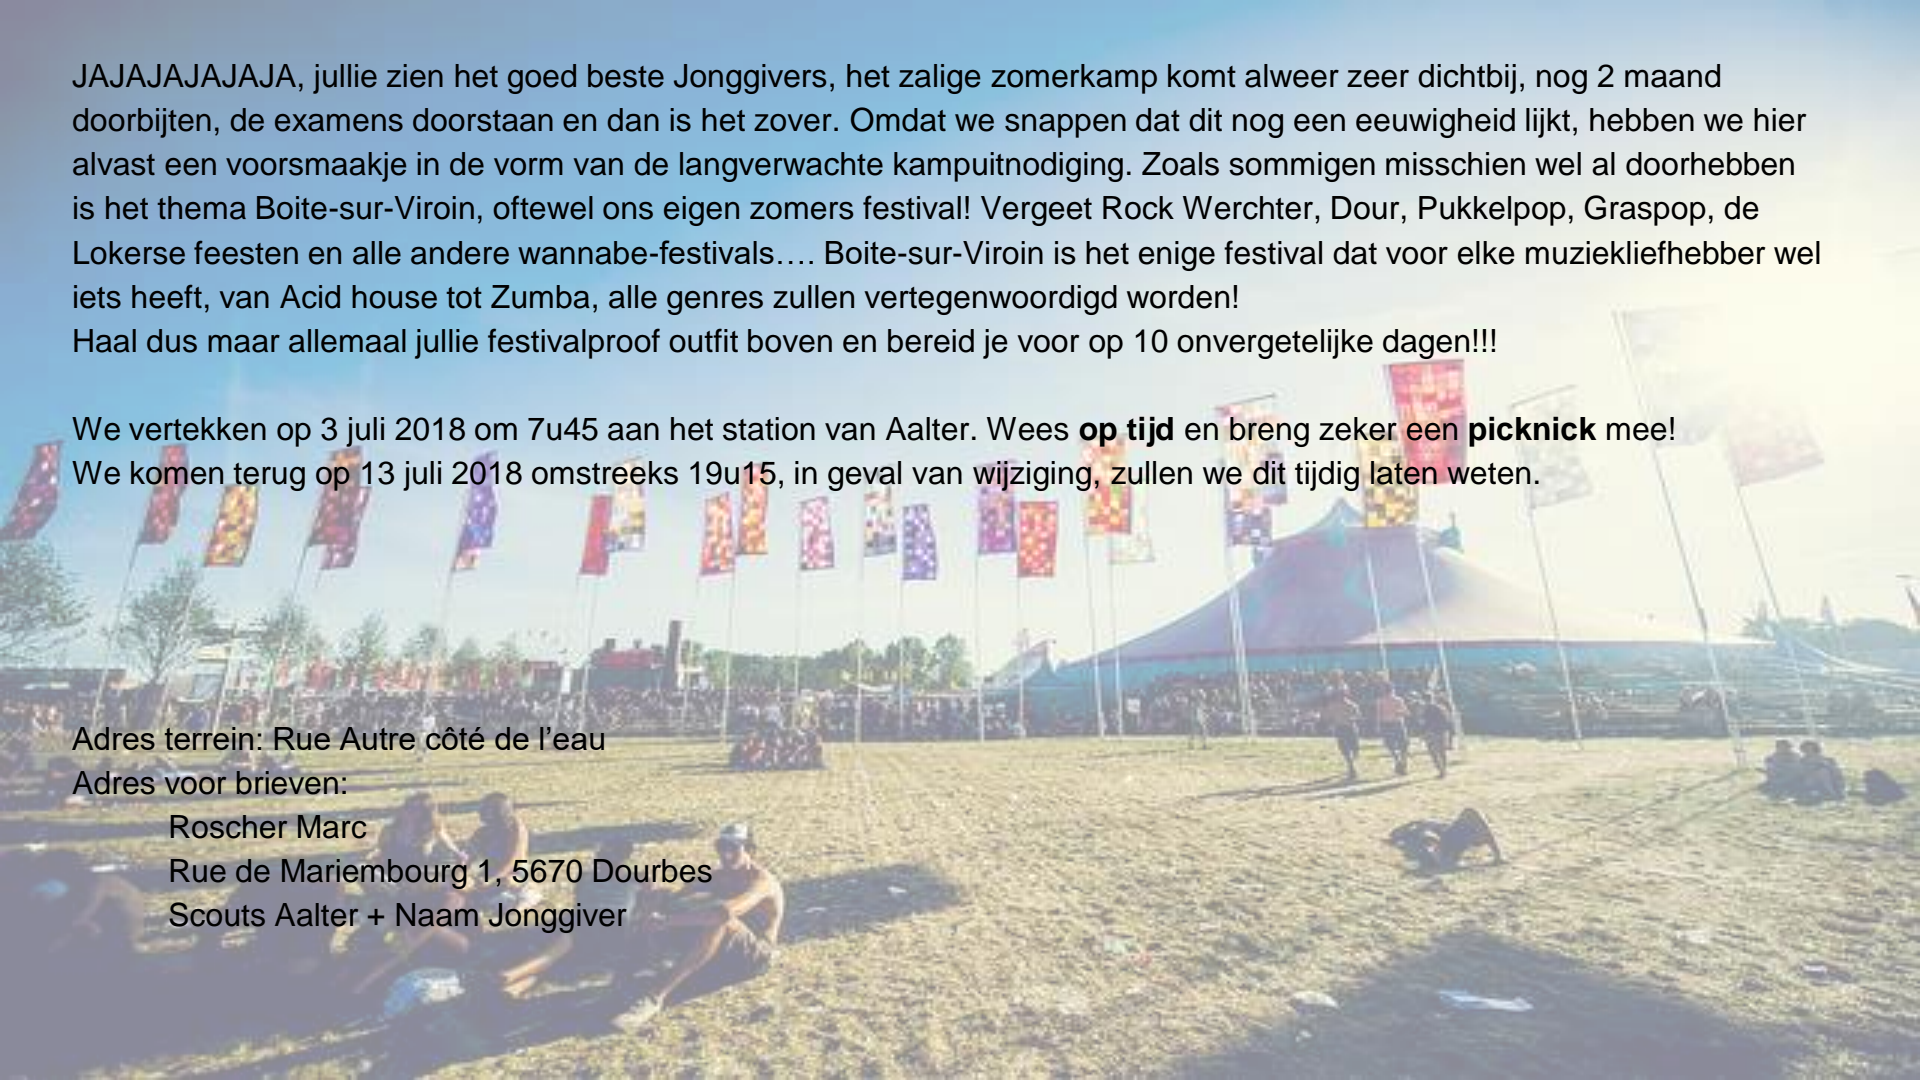 JAJAJAJAJAJA, jullie zien het goed beste Jonggivers, het zalige zomerkamp komt alweer zeer dichtbij, nog 2 maand
doorbijten, de examens doorstaan en dan is het zover. Omdat we snappen dat dit nog een eeuwigheid lijkt, hebben we hier
alvast een voorsmaakje in de vorm van de langverwachte kampuitnodiging. Zoals sommigen misschien wel al doorhebben
is het thema Boite-sur-Viroin, oftewel ons eigen zomers festival! Vergeet Rock Werchter, Dour, Pukkelpop, Graspop, de
Lokerse feesten en alle andere wannabe-festivals…. Boite-sur-Viroin is het enige festival dat voor elke muziekliefhebber wel
iets heeft, van Acid house tot Zumba, alle genres zullen vertegenwoordigd worden!
Haal dus maar allemaal jullie festivalproof outfit boven en bereid je voor op 10 onvergetelijke dagen!!!
We vertekken op 3 juli 2018 om 7u45 aan het station van Aalter. Wees op tijd en breng zeker een picknick mee!
We komen terug op 13 juli 2018 omstreeks 19u15, in geval van wijziging, zullen we dit tijdig laten weten.
Adres terrein: Rue Autre côté de l’eau
Adres voor brieven:
Roscher Marc
Rue de Mariembourg 1, 5670 Dourbes
Scouts Aalter + Naam Jonggiver